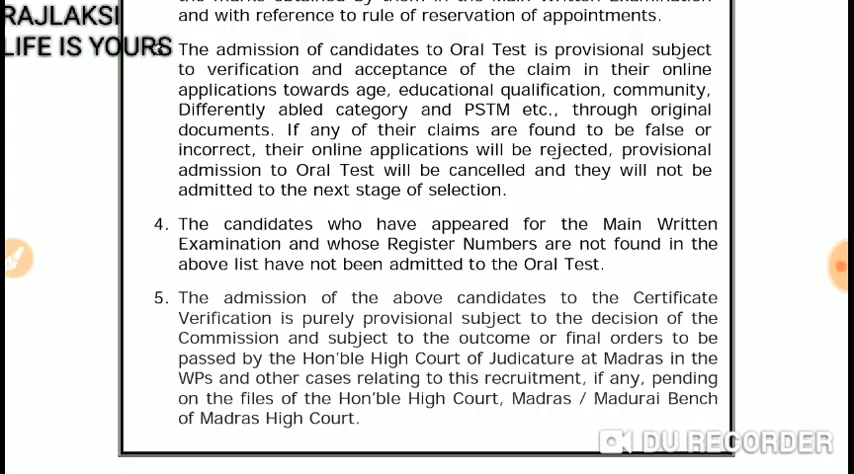 RAJLAKSI
LIFE IS YOURS
and with reference to rule of reservation of appointments.
The admission of candidates to Oral Test is provisional subject
to verification and acceptance of the claim in their online
applications towards age, educational qualification, community,
Differently abled category and PSTM etc., through original
documents. If any of their claims are found to be false or
incorrect, their online applications will be rejected, provisional
admission to Oral Test will be cancelled and they will not be
admitted to the next stage of selection.
4. The candidates who have appeared for the Main Written
Examination and whose Register Numbers are not found in the
above list have not been admitted to the Oral Test.
5. The admission of the above candidates to the Certificate
Verification is purely provisional subject to the decision of the
Commission and subject to the outcome or final orders to be
passed by the Hon'ble High Court of Judicature at Madras in the
WPs and other cases relating to this recruitment, if any, pending
on the files of the Hon'ble High Court, Madras / Madurai Bench
of Madras High Court.
DU RECORDER